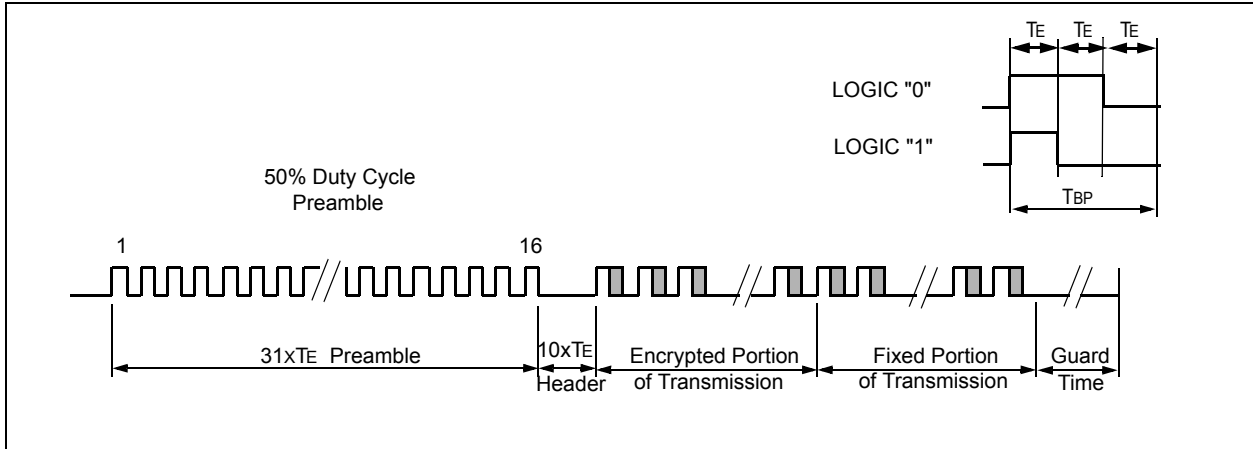 TE TE TE
LOGIC "0"
LOGIC "1"
TBP
50% Duty Cycle
Preamble
1 16
31xTE Preamble
10xTE
Header
Encrypted Portion
of Transmission
Fixed Portion
of Transmission
Guard
Time